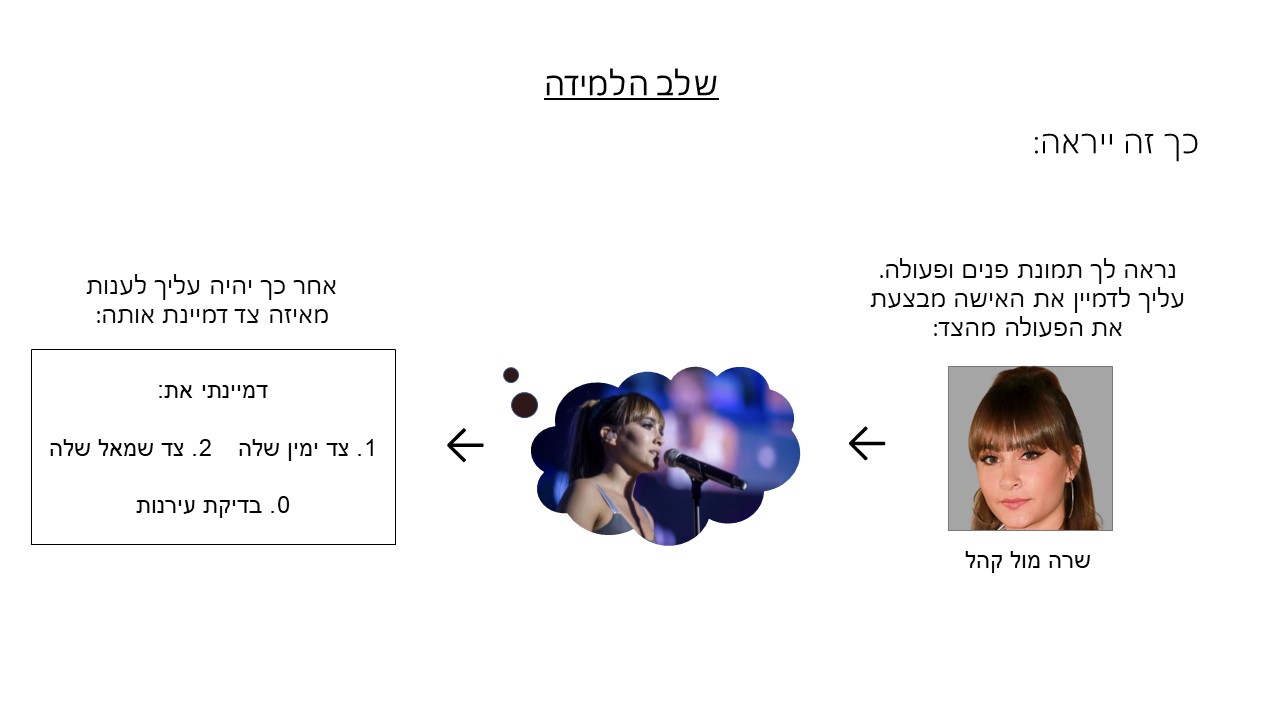 שלב הלמידה
כך זה ייראה:
נראה לך תמונת פנים ופעולה.
עליך לדמיין את האישה מבצעת
את הפעולה מהצד:
שרה מול קהל
אחר כך יהיה עליך לענות
מאיזה צד דמיינת אותה:
דמיינתי את:
1. צד ימין שלה 2. צד שמאל שלה
0. בדיקת עירנות